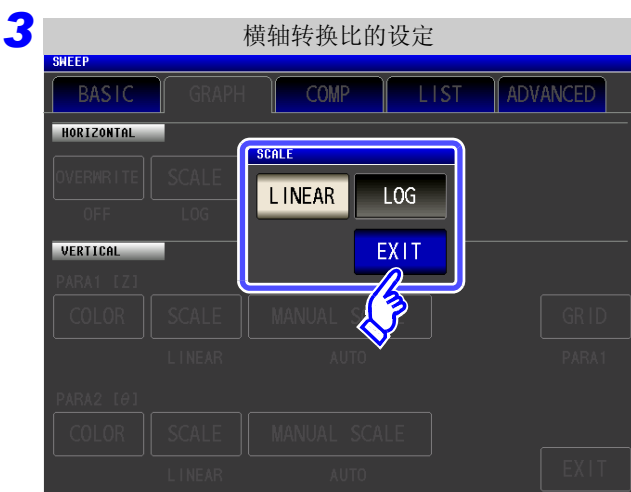 3
横轴转换比的设定
SWEEP
BASIC GRAPH COMP LIST ADVANCED
HORIZONTAL
OVERWRITE SCALE
OFF LOG
SCALE
LINEAR LOG
EXIT
VERTICAL
PARA1 [Z]
COLOR SCALE MANUAL SCALE GRID
LINEAR AUTO PARA1
PARA2 [θ]
COLOR SCALE MANUAL SCALE
LINEAR AUTO EXIT